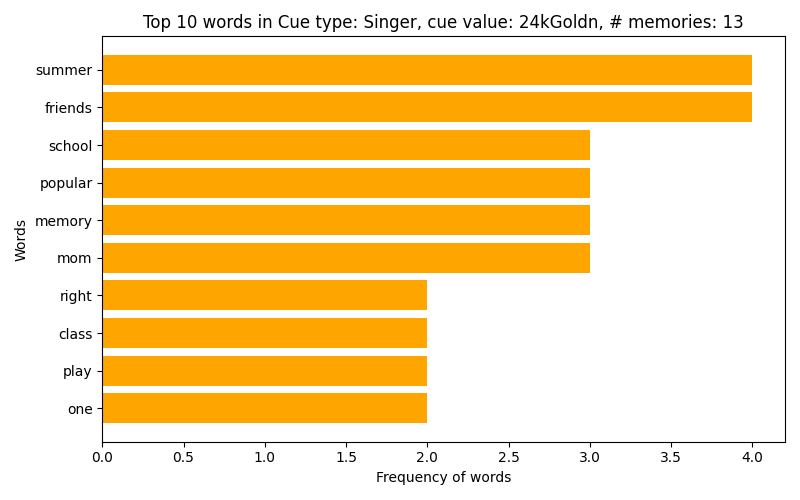 Top 10 words in Cue type: Singer, cue value: 24kGoldn, # memories: 13
summer
friends
school
popular
memory
mom
right
class
play
one
Words
0.0 0.5 1.0 1.5 2.0 2.5 3.0 3.5 4.0
Frequency of words